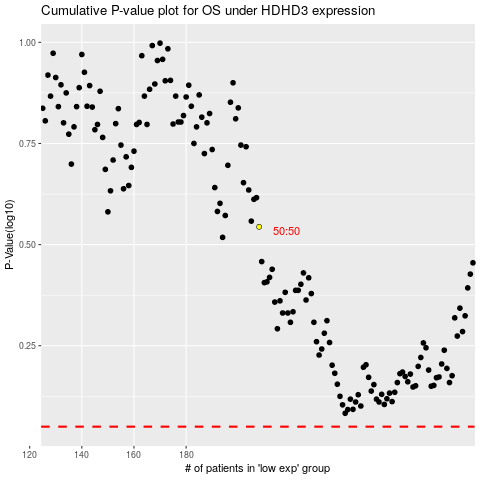 Cumulative P-value plot for OS under HDHD3 expression
P-Value(log10)
1.00
0.75
0.50
0.25
50:50
120 140 160 180
# of patients in 'low exp' group